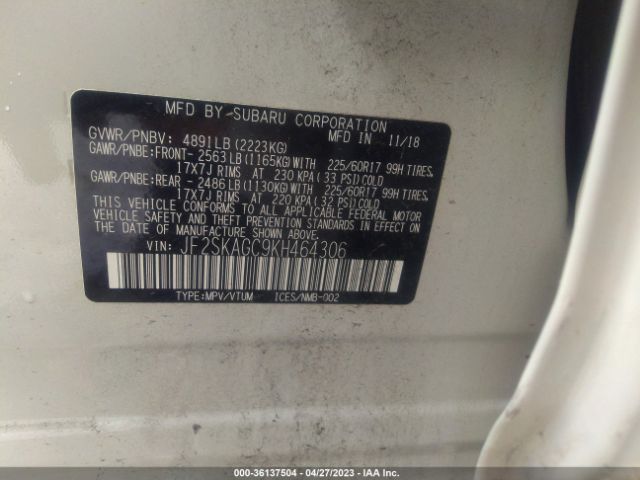 MFD BY SUBARU CORPORATION
MFD IN 11/18
GVWR/PNBV: 4891LB(2223KG)
GAWR/PNBE:FRONT- 2563LB(1165KG)WITH 225/60R17 99H TIRES.
17X7J RIMS AT 230 KPA(33 PSI)COLD
GAWR/PNBE:REAR - 2486LB(1130KG)WITH 225/60R17 99H TIRES.
17X7J RIMS AT 220 KPA(32 PSI)COLD
THIS VEHICLE CONFORMS TO ALL APPLICABLE FEDERAL MOTOR
VEHICLE SAFETY AND THEFT PREVENTION STANDARDS IN EFFECT ON
THE DATE OF MANUFACTURE SHOWN ABOVE.
VIN: JF2SKAGC9KH464306
TYPE:MPV/VTUM ICES/NMB-002
000-36137504 - 04/27/2023 - IAA Inc.